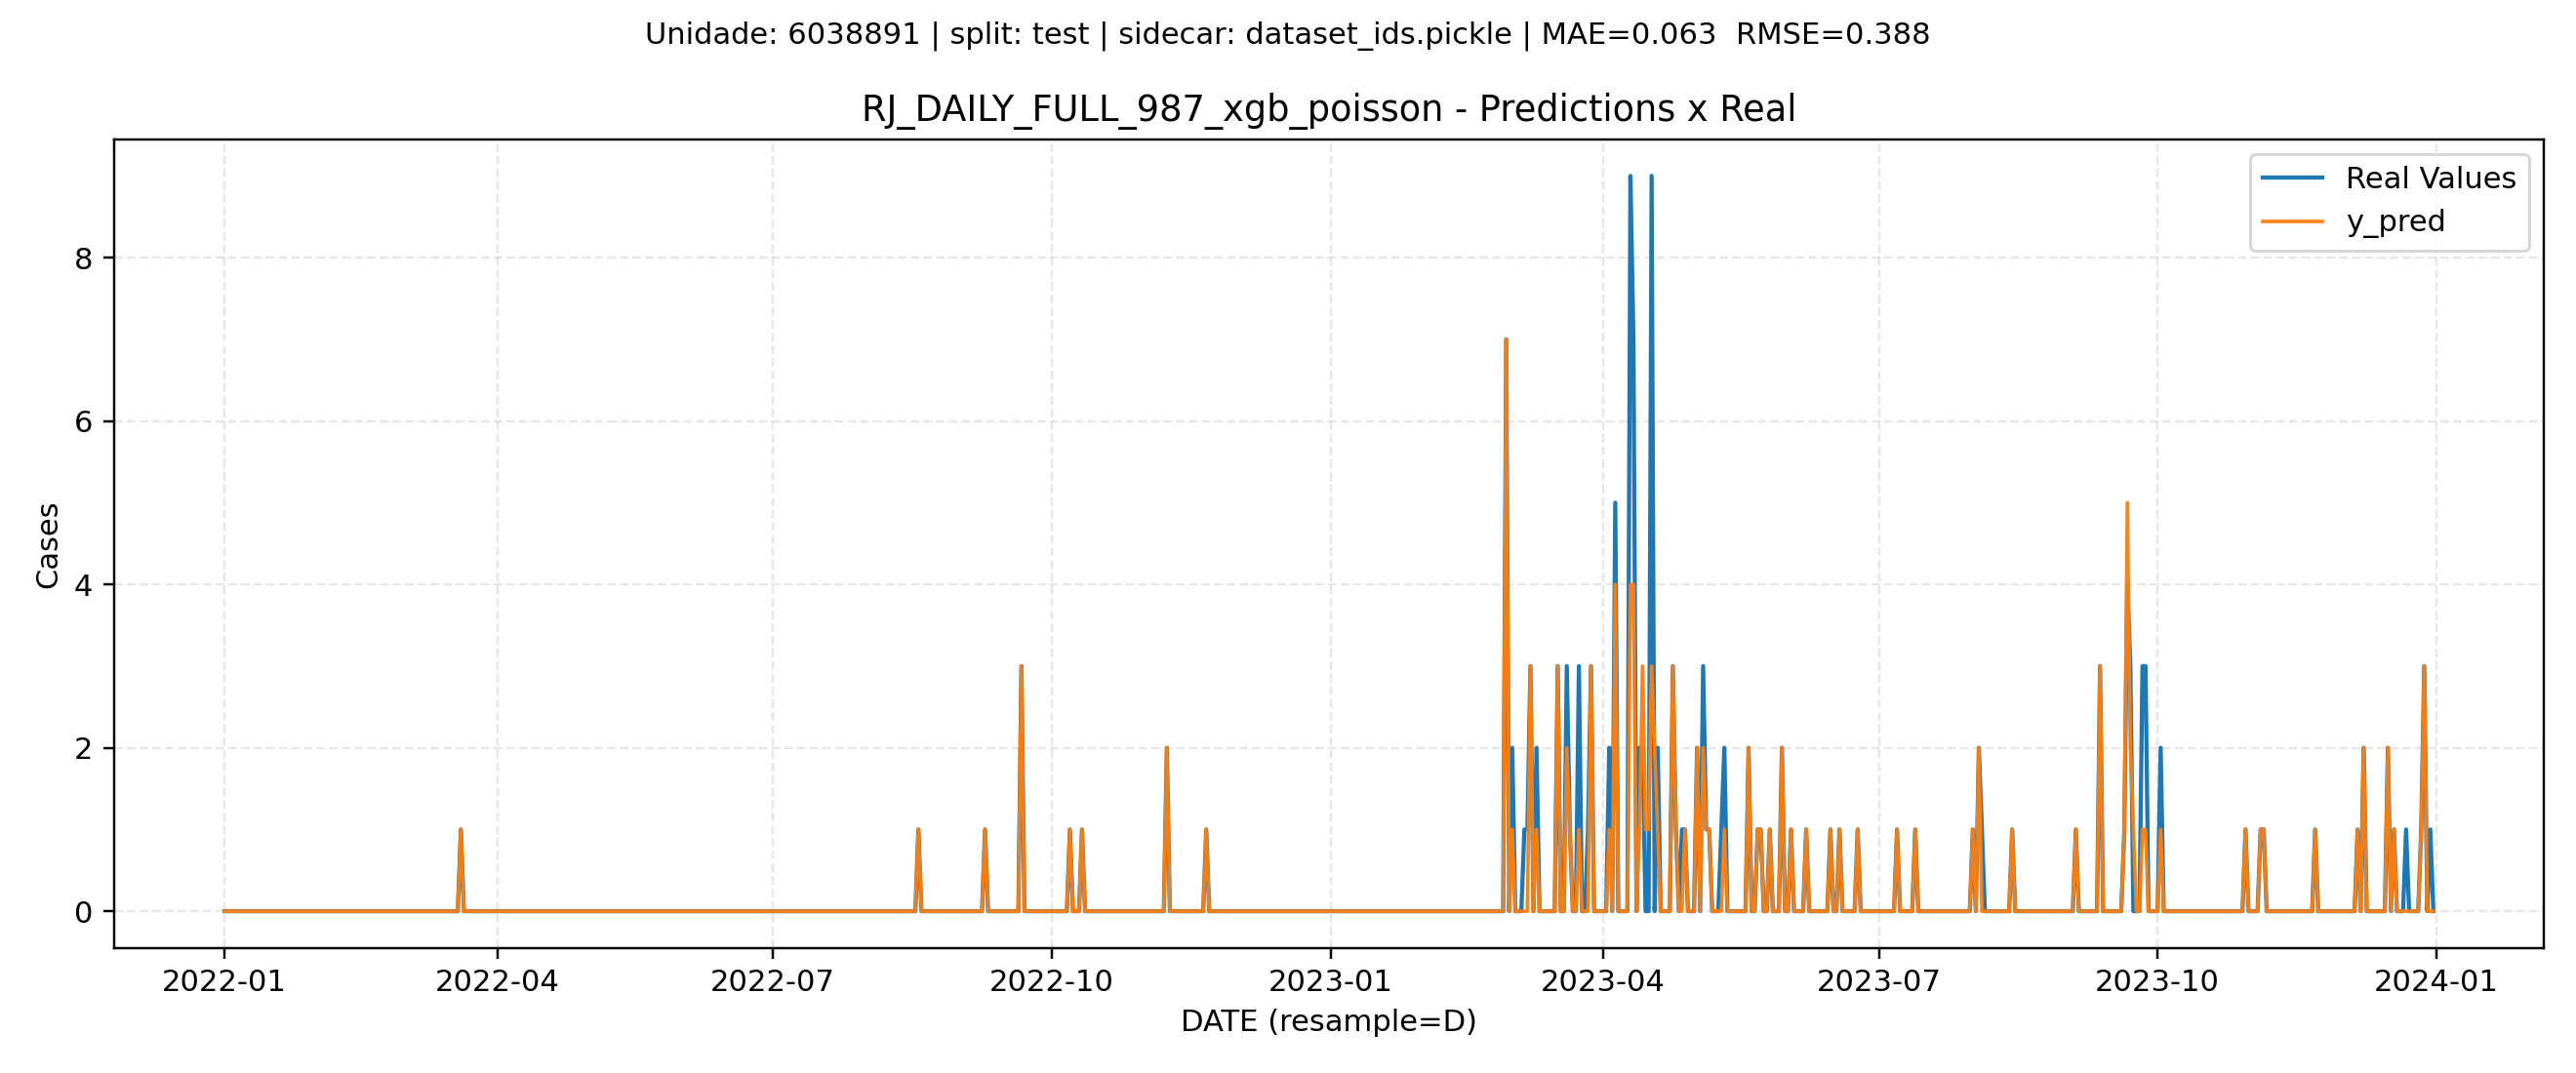 Unidade: 6038891 | split: test | sidecar: dataset_ids.pickle | MAE=0.063  RMSE=0.388
RJ_DAILY_FULL_987_xgb_poisson - Predictions x Real
Real Values
y_pred
Cases
8
6
4
2
0
2022-01
2022-04
2022-07
2022-10
2023-01
2023-04
2023-07
2023-10
2024-01
DATE (resample=D)